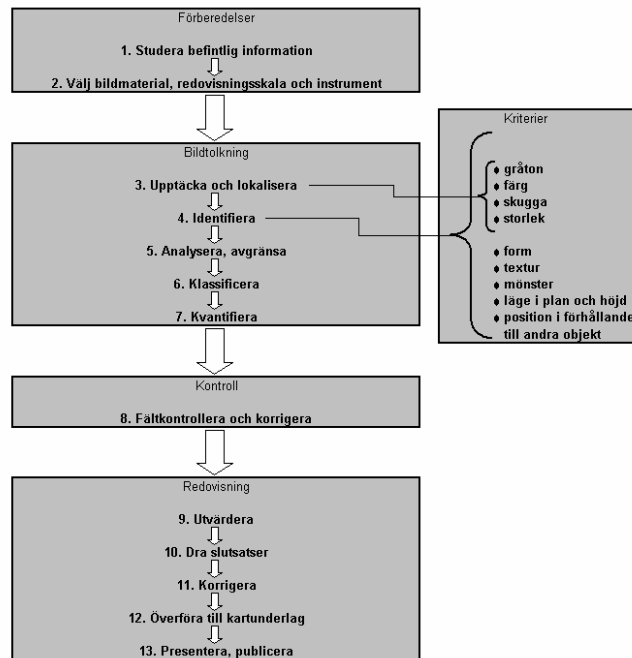 Förberedelser
1. Studera befintlig information
2. Välj bildmaterial, redovisningsskala och instrument
Bildtolkning
3. Upptäcka och lokalisera
4. Identifiera
5. Analysera, avgränsa
6. Klassificera
7. Kvantifiera
Kriterier
♦ gråton
♦ färg
♦ skugga
♦ storlek
♦ form
♦ textur
♦ mönster
♦ läge i plan och höjd
♦ position i förhållande
till andra objekt
Kontroll
8. Fältkontrollera och korrigera
Redovisning
9. Utvärdera
10. Dra slutsatser
11. Korrigera
12. Överföra till kartunderlag
13. Presentera, publicera